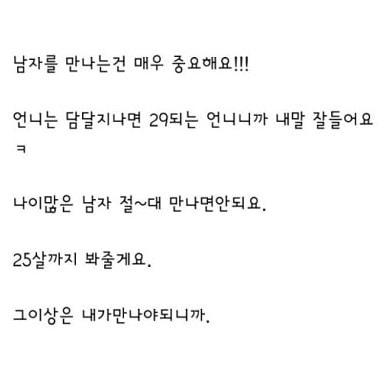 남자를 만나는건 매우 중요해요!!!
언니는 담달지나면 29되는 언니니까 내말 잘들어요
ㅋ
나이많은 남자 절~대 만나면안되요.
25살까지 봐줄게요.
그이상은 내가만나야되니까.